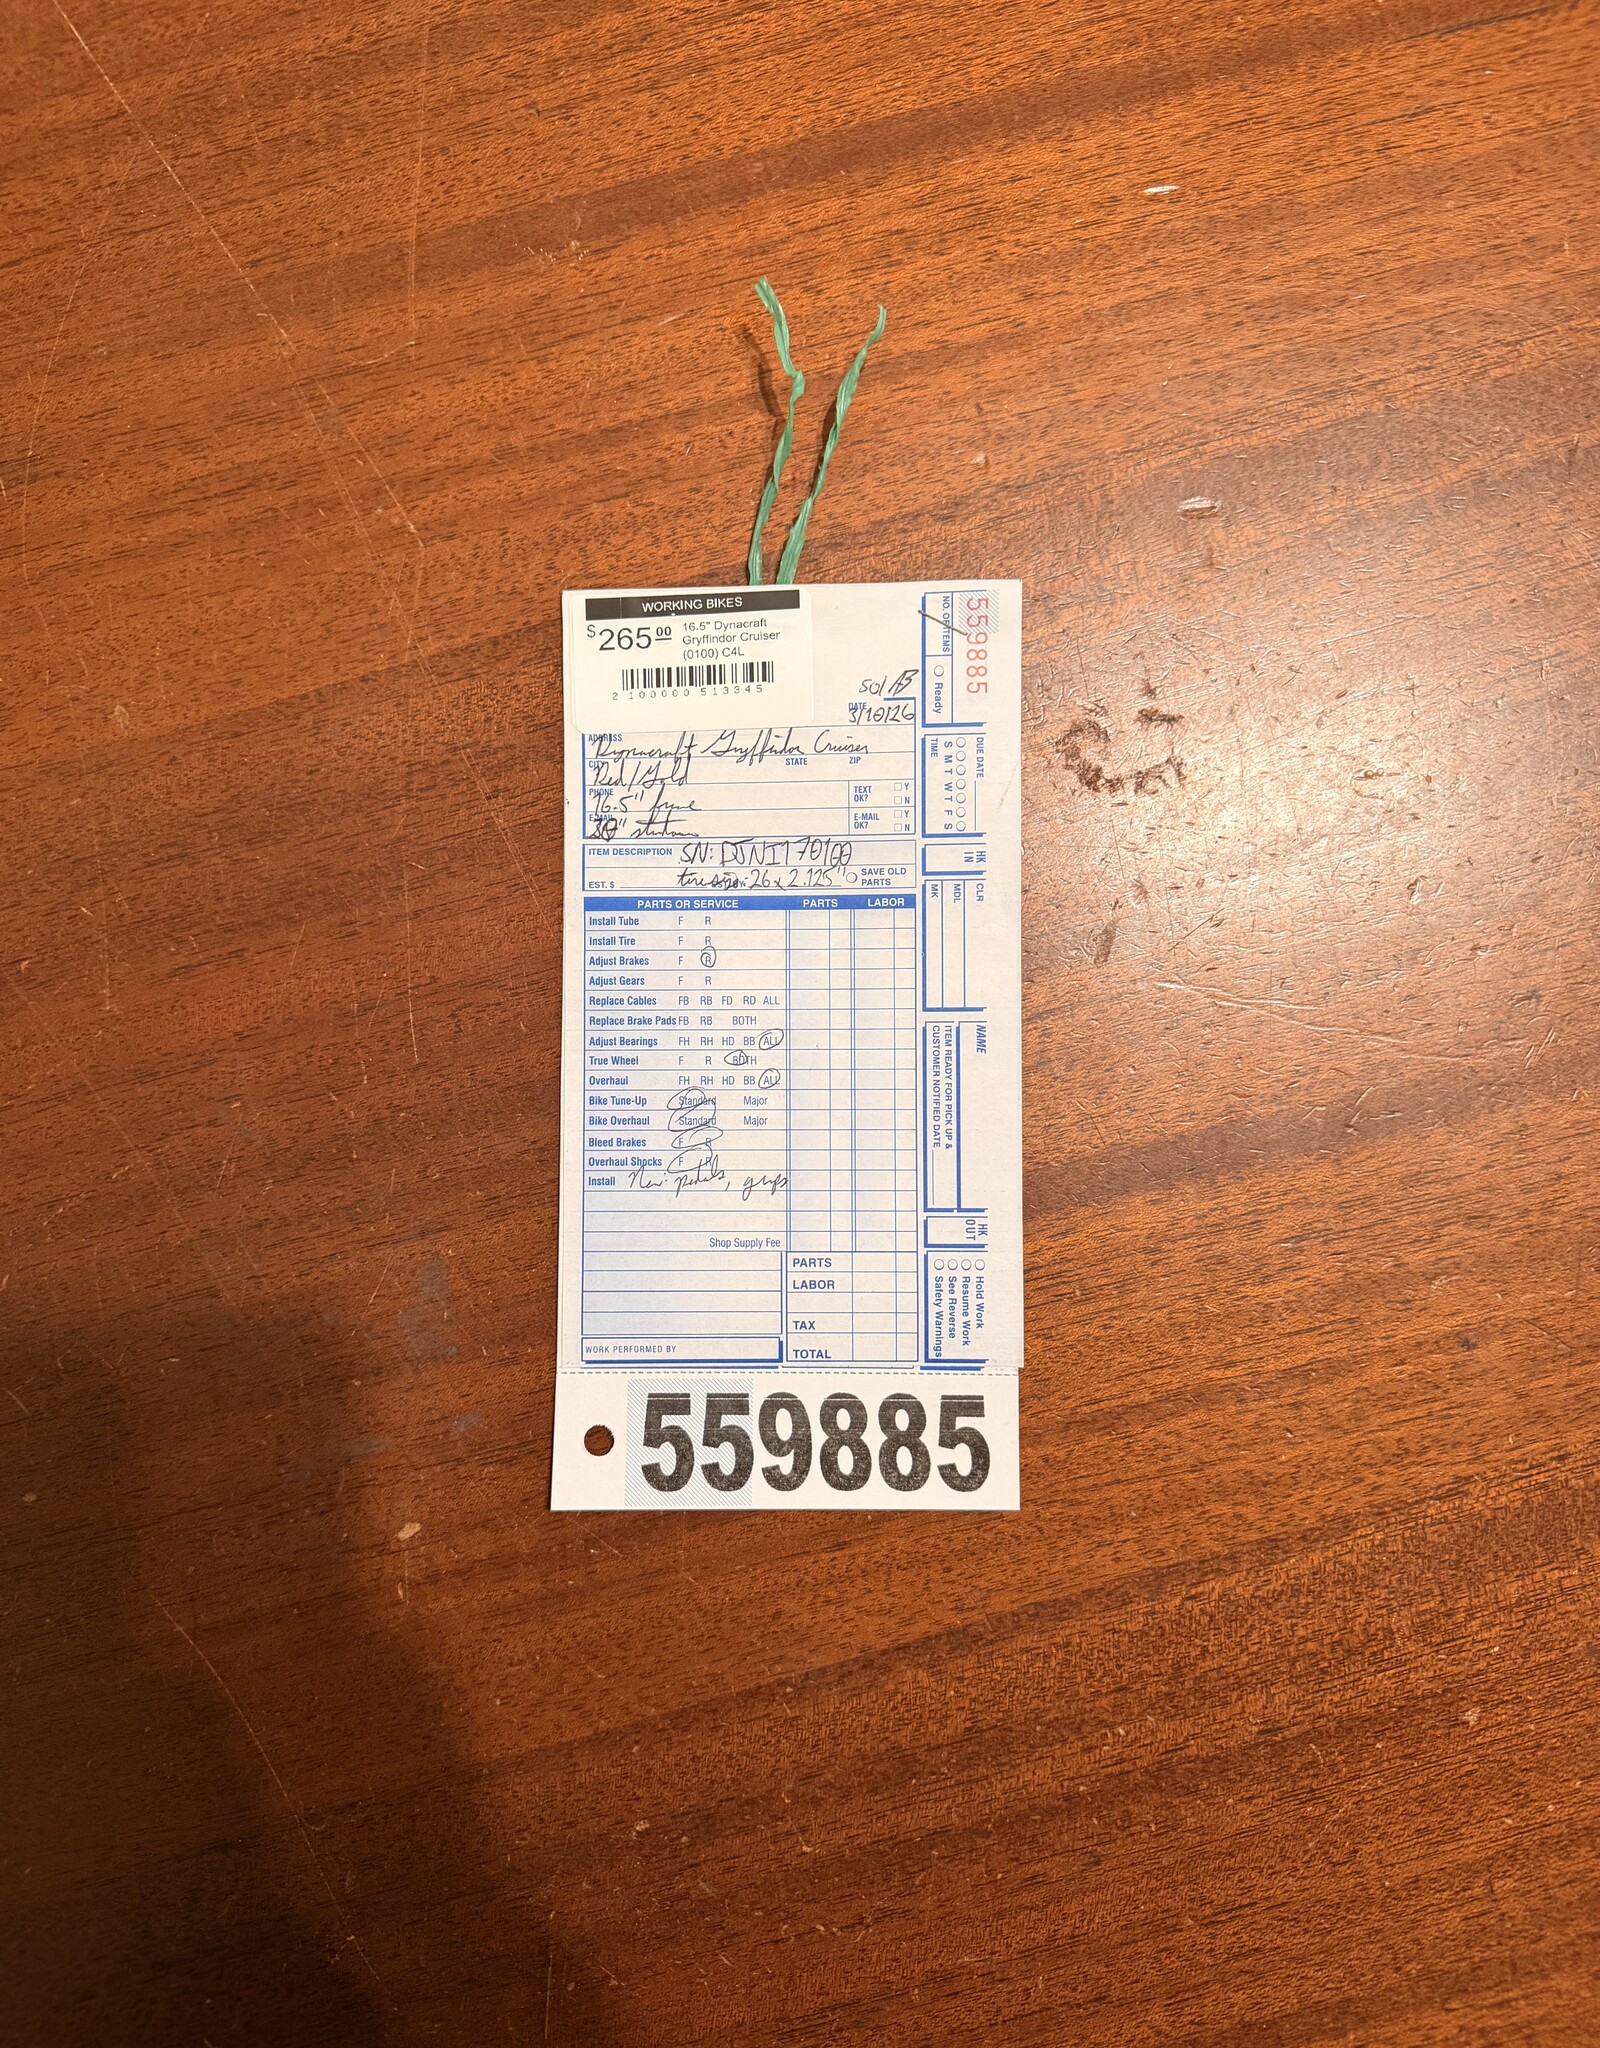 WORKING BIKES
$265.00 16.5" Dynacraft
Gryffindor Cruiser
(0100) C4L
2 100000 513345
NO. OF ITEMS
559885
Ready
DATE
3/10/26
ADDRESS
Dynacraft Gryffindor Cruiser
CITY STATE ZIP
Red/Gold
PHONE TEXT OK? Y N
16.5" frame
E-MAIL E-MAIL OK? Y N
ITEM DESCRIPTION SN: DJNI170100
EST. $ tire size: 26 x 2.125" SAVE OLD PARTS
PARTS OR SERVICE PARTS LABOR
Install Tube F R
Install Tire F R
Adjust Brakes F R
Adjust Gears F R
Replace Cables FB RB FD RD ALL
Replace Brake Pads FB RB BOTH
Adjust Bearings FH RH HD BB ALL
True Wheel F R BOTH
Overhaul FH RH HD BB ALL
Bike Tune-Up Standard Major
Bike Overhaul Standard Major
Bleed Brakes F R
Overhaul Shocks F R
Install New: pedals, grips
Shop Supply Fee
PARTS
LABOR
TAX
TOTAL
WORK PERFORMED BY
DUE DATE
S M T W T F S
TIME
HK IN
CLR
MDL
MK
NAME
ITEM READY FOR PICK UP &
CUSTOMER NOTIFIED DATE
HK OUT
Hold Work
Resume Work
See Reverse
Safety Warnings
559885